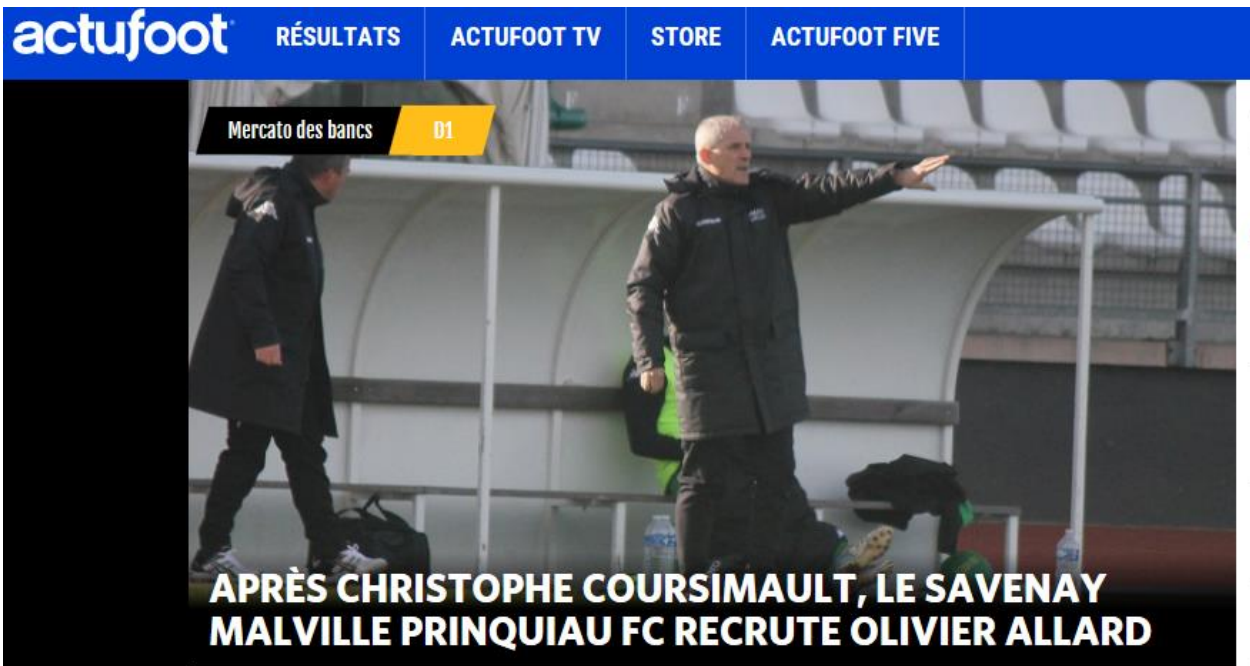 actufoot RÉSULTATS ACTUFOOT TV STORE ACTUFOOT FIVE
Mercato des bancs D1
APRÈS CHRISTOPHE COURSIMAULT, LE SAVENAY
MALVILLE PRINQUIAU FC RECRUTE OLIVIER ALLARD